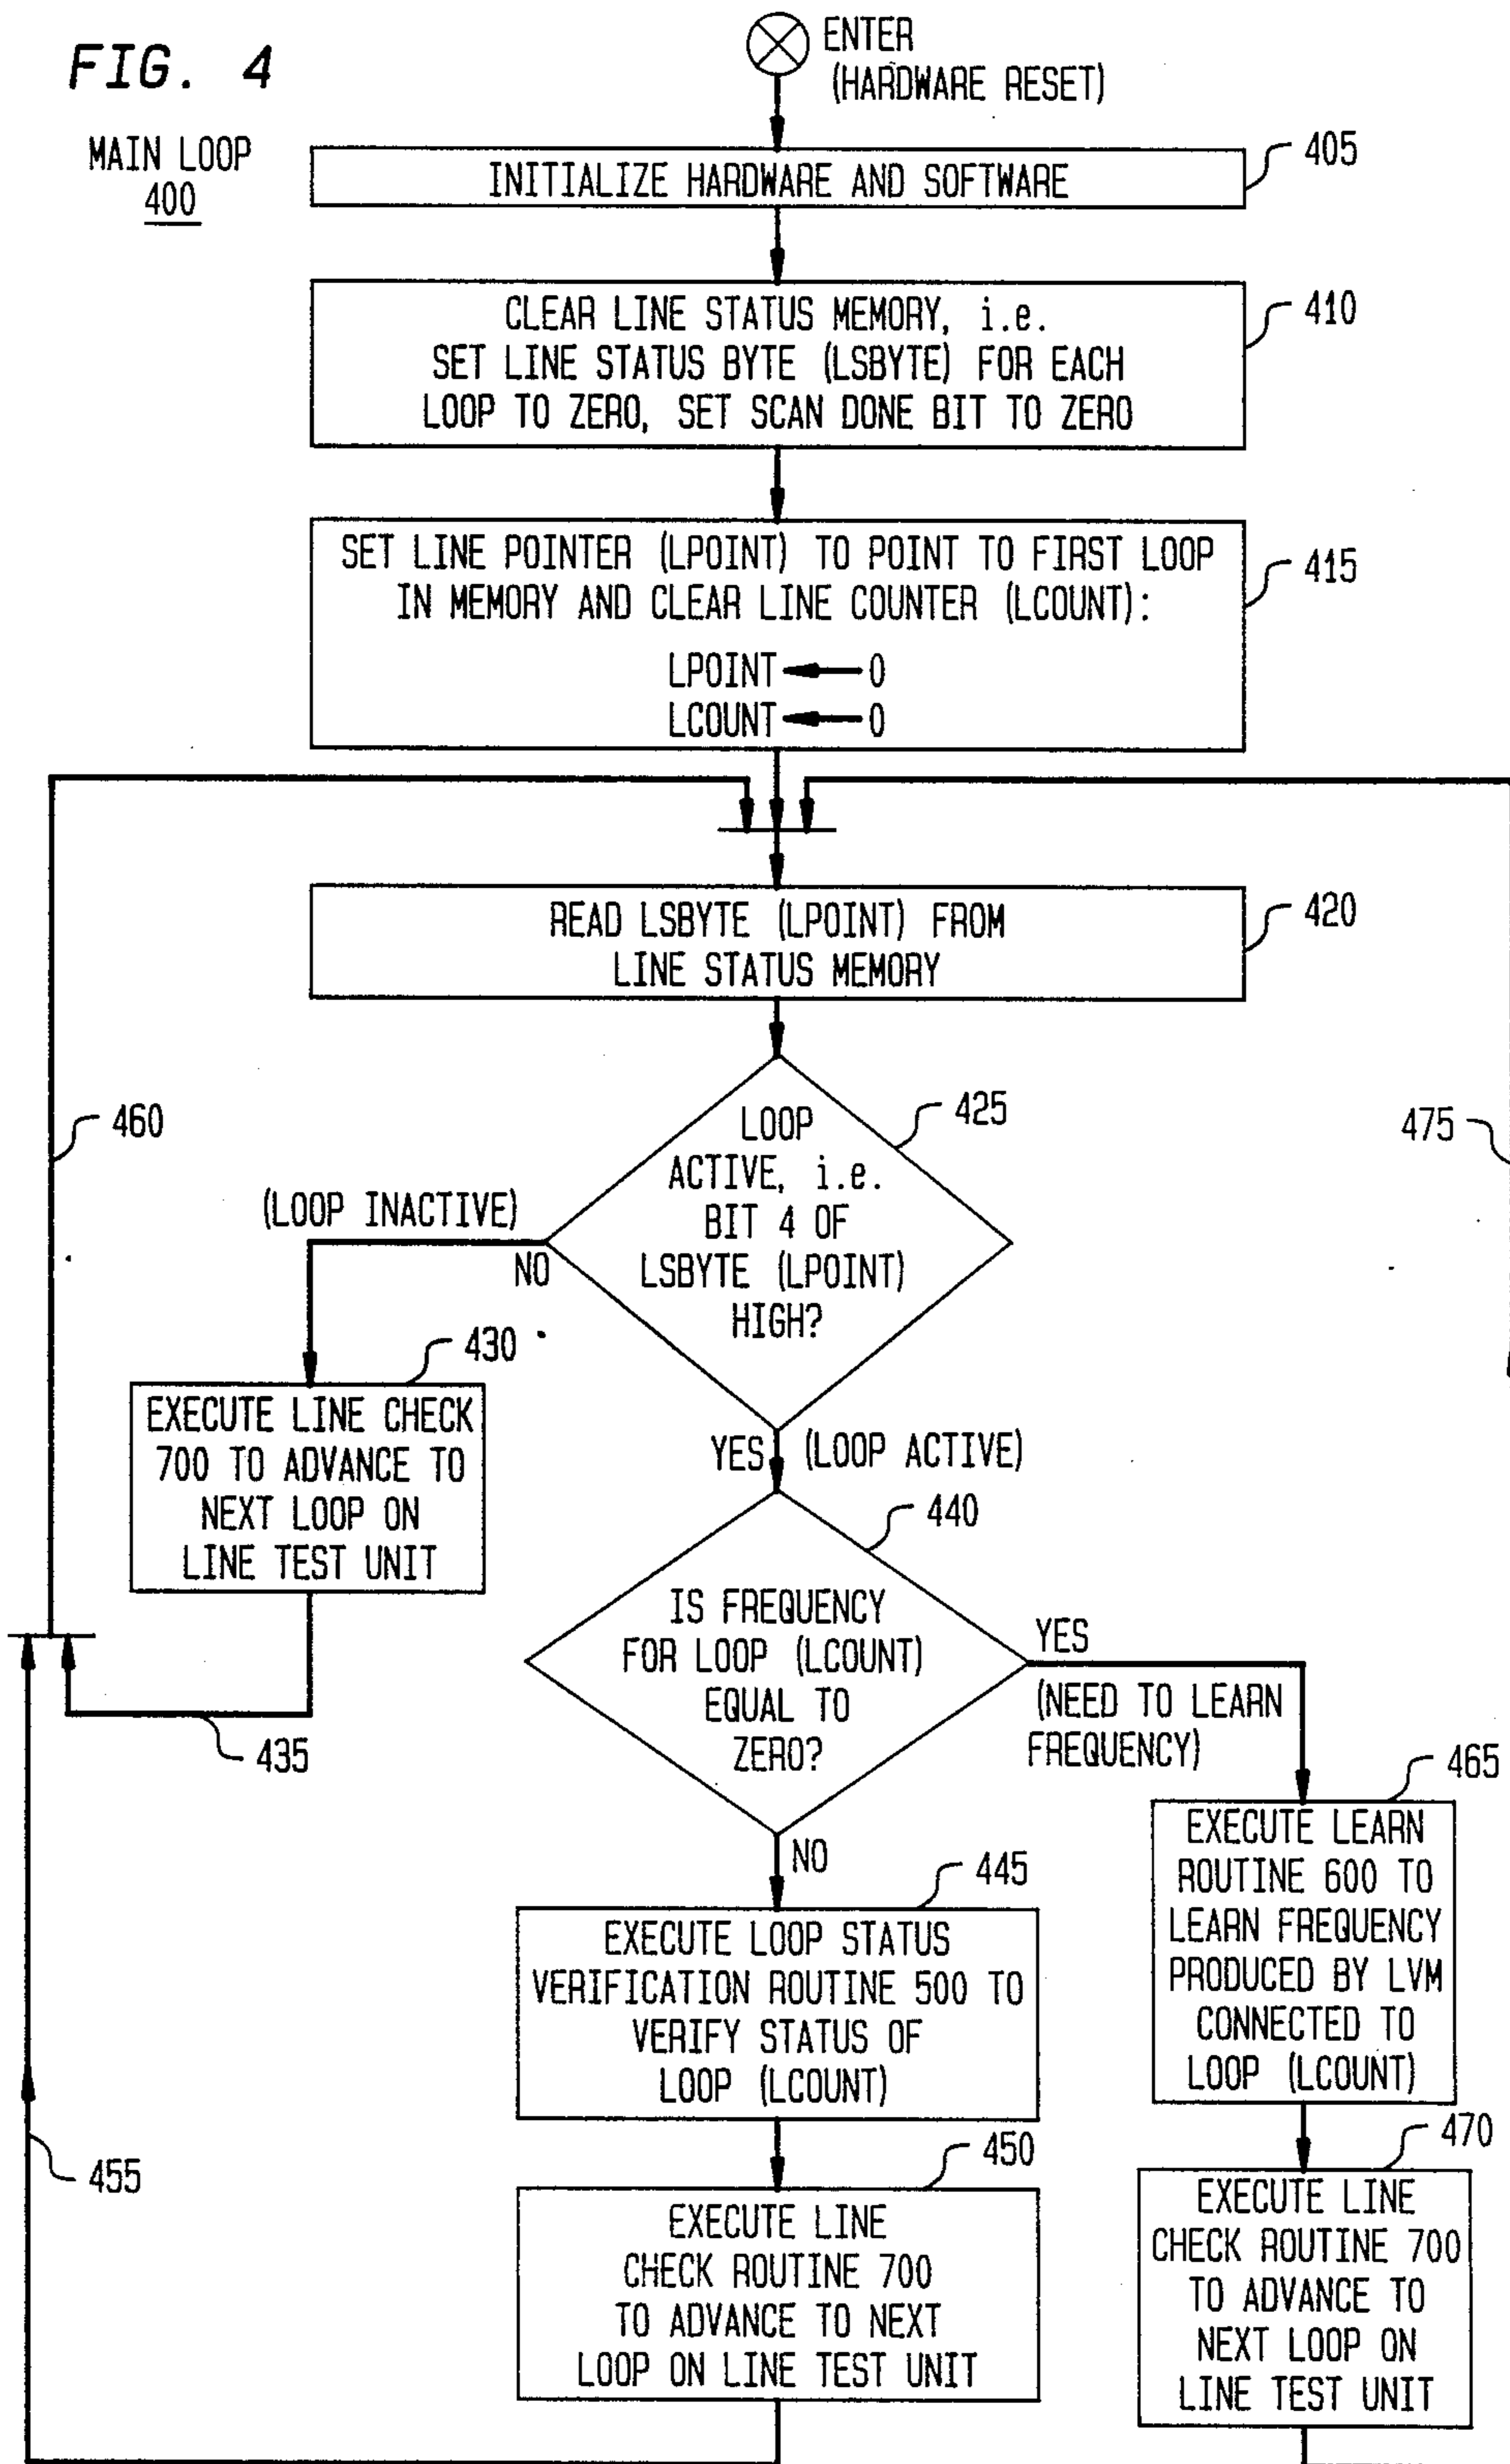 FIG. 4
ENTER
(HARDWARE RESET)
MAIN LOOP
400
INITIALIZE HARDWARE AND SOFTWARE
405
CLEAR LINE STATUS MEMORY, i.e.
SET LINE STATUS BYTE (LSBYTE) FOR EACH
LOOP TO ZERO, SET SCAN DONE BIT TO ZERO
410
SET LINE POINTER (LPOINT) TO POINT TO FIRST LOOP
IN MEMORY AND CLEAR LINE COUNTER (LCOUNT):
LPOINT ← 0
LCOUNT ← 0
415
READ LSBYTE (LPOINT) FROM
LINE STATUS MEMORY
420
460
LOOP
ACTIVE, i.e.
BIT 4 OF
LSBYTE (LPOINT)
HIGH?
425
475
(LOOP INACTIVE)
NO
430
EXECUTE LINE CHECK
700 TO ADVANCE TO
NEXT LOOP ON
LINE TEST UNIT
435
YES (LOOP ACTIVE)
440
IS FREQUENCY
FOR LOOP (LCOUNT)
EQUAL TO
ZERO?
YES
(NEED TO LEARN
FREQUENCY)
NO
445
EXECUTE LOOP STATUS
VERIFICATION ROUTINE 500 TO
VERIFY STATUS OF
LOOP (LCOUNT)
465
EXECUTE LEARN
ROUTINE 600 TO
LEARN FREQUENCY
PRODUCED BY LVM
CONNECTED TO
LOOP (LCOUNT)
455
450
EXECUTE LINE
CHECK ROUTINE 700
TO ADVANCE TO NEXT
LOOP ON LINE TEST UNIT
470
EXECUTE LINE
CHECK ROUTINE 700
TO ADVANCE TO
NEXT LOOP ON
LINE TEST UNIT